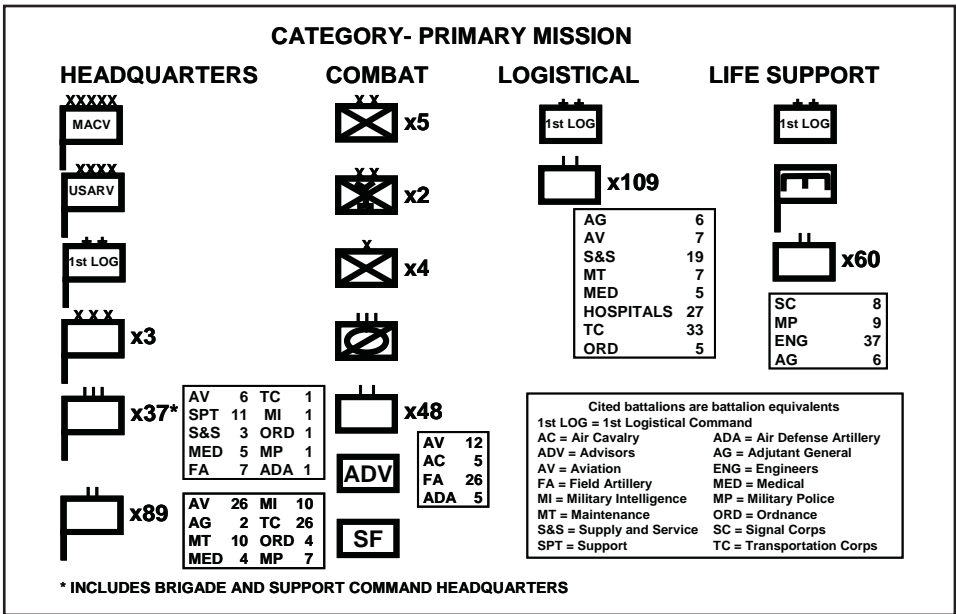 CATEGORY- PRIMARY MISSION
HEADQUARTERS
XXXXX
MACV
XXXX
USARV
++
1st LOG
X X X
x3
III
x37*
AV 6 TC 1
SPT 11 MI 1
S&S 3 ORD 1
MED 5 MP 1
FA 7 ADA 1
II
x89
AV 26 MI 10
AG 2 TC 26
MT 10 ORD 4
MED 4 MP 7
COMBAT
X X
x5
X X
x2
X
x4
III
II
x48
AV 12
AC 5
FA 26
ADA 5
ADV
SF
LOGISTICAL
++
1st LOG
II
x109
AG 6
AV 7
S&S 19
MT 7
MED 5
HOSPITALS 27
TC 33
ORD 5
LIFE SUPPORT
++
1st LOG
II
x60
SC 8
MP 9
ENG 37
AG 6
Cited battalions are battalion equivalents
1st LOG = 1st Logistical Command
AC = Air Cavalry ADA = Air Defense Artillery
ADV = Advisors AG = Adjutant General
AV = Aviation ENG = Engineers
FA = Field Artillery MED = Medical
MI = Military Intelligence MP = Military Police
MT = Maintenance ORD = Ordnance
S&S = Supply and Service SC = Signal Corps
SPT = Support TC = Transportation Corps
* INCLUDES BRIGADE AND SUPPORT COMMAND HEADQUARTERS